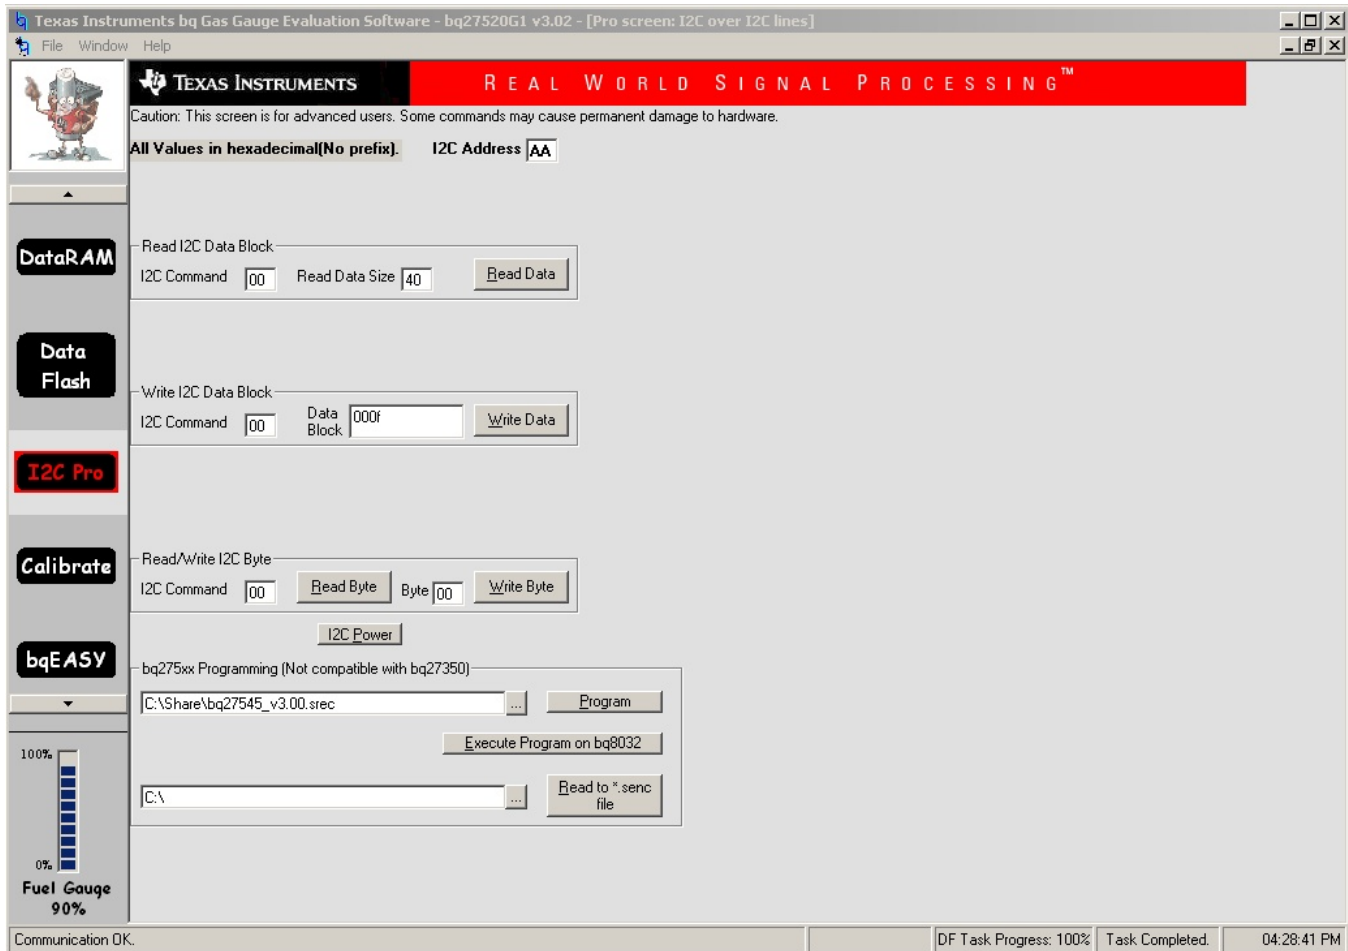 Texas Instruments bq Gas Gauge Evaluation Software - bq27520G1 v3.02 - [Pro screen: I2C over I2C lines]
File Window Help
TEXAS INSTRUMENTS
REAL WORLD SIGNAL PROCESSING™
Caution: This screen is for advanced users. Some commands may cause permanent damage to hardware.
All Values in hexadecimal(No prefix). I2C Address AA
DataRAM
Data
Flash
I2C Pro
Calibrate
bqEASY
Read I2C Data Block
I2C Command 00 Read Data Size 40 Read Data
Write I2C Data Block
I2C Command 00 Data Block 000f Write Data
Read/Write I2C Byte
I2C Command 00 Read Byte Byte 00 Write Byte
I2C Power
bq275xx Programming (Not compatible with bq27350)
C:\Share\bq27545_v3.00.srec ... Program
Execute Program on bq8032
C:\ ... Read to *.senc
file
100%
0%
Fuel Gauge
90%
Communication OK. DF Task Progress: 100% Task Completed. 04:28:41 PM